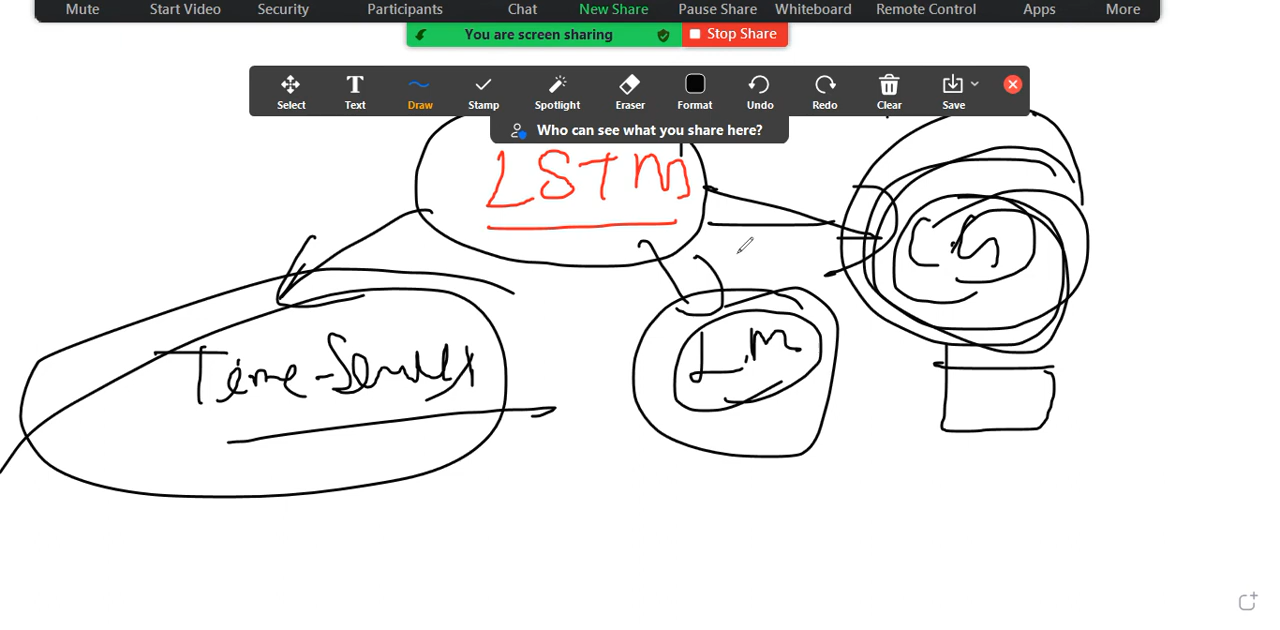 Mute Start Video Security Participants Chat New Share Pause Share Whiteboard Remote Control Apps More
You are screen sharing Stop Share
Select Text Draw Stamp Spotlight Eraser Format Undo Redo Clear Save
Who can see what you share here?
LSTM
Time-Series
L.M